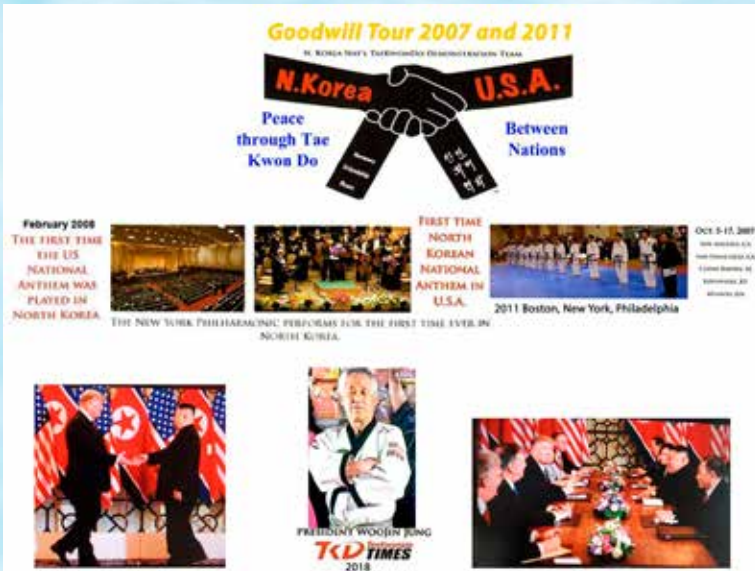 Goodwill Tour 2007 and 2011
N. KOREA NAT'L TAEKWONDO DEMONSTRATION TEAM
N.Korea
U.S.A.
Peace
through Tae
Kwon Do
Between
Nations
February 2008
THE FIRST TIME
THE US
NATIONAL
ANTHEM WAS
PLAYED IN
NORTH KOREA
THE NEW YORK PHILHARMONIC PERFORMS FOR THE FIRST TIME EVER IN
NORTH KOREA.
FIRST TIME
NORTH
KOREAN
NATIONAL
ANTHEM IN
U.S.A.
2011 Boston, New York, Philadelphia
OCT. 5-17, 2007
PRESIDENT WOOJIN JUNG
TKD Taekwondo
TIMES
2018